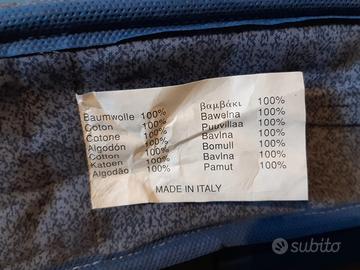 Baumwolle 100% βαμβάκι 100%
Coton 100% Bawełna 100%
Cotone 100% Puuvillaa 100%
Algodón 100% Bavlna 100%
Cotton 100% Bomull 100%
Katoen 100% Bavlna 100%
Algodão 100% Pamut 100%
MADE IN ITALY
subito